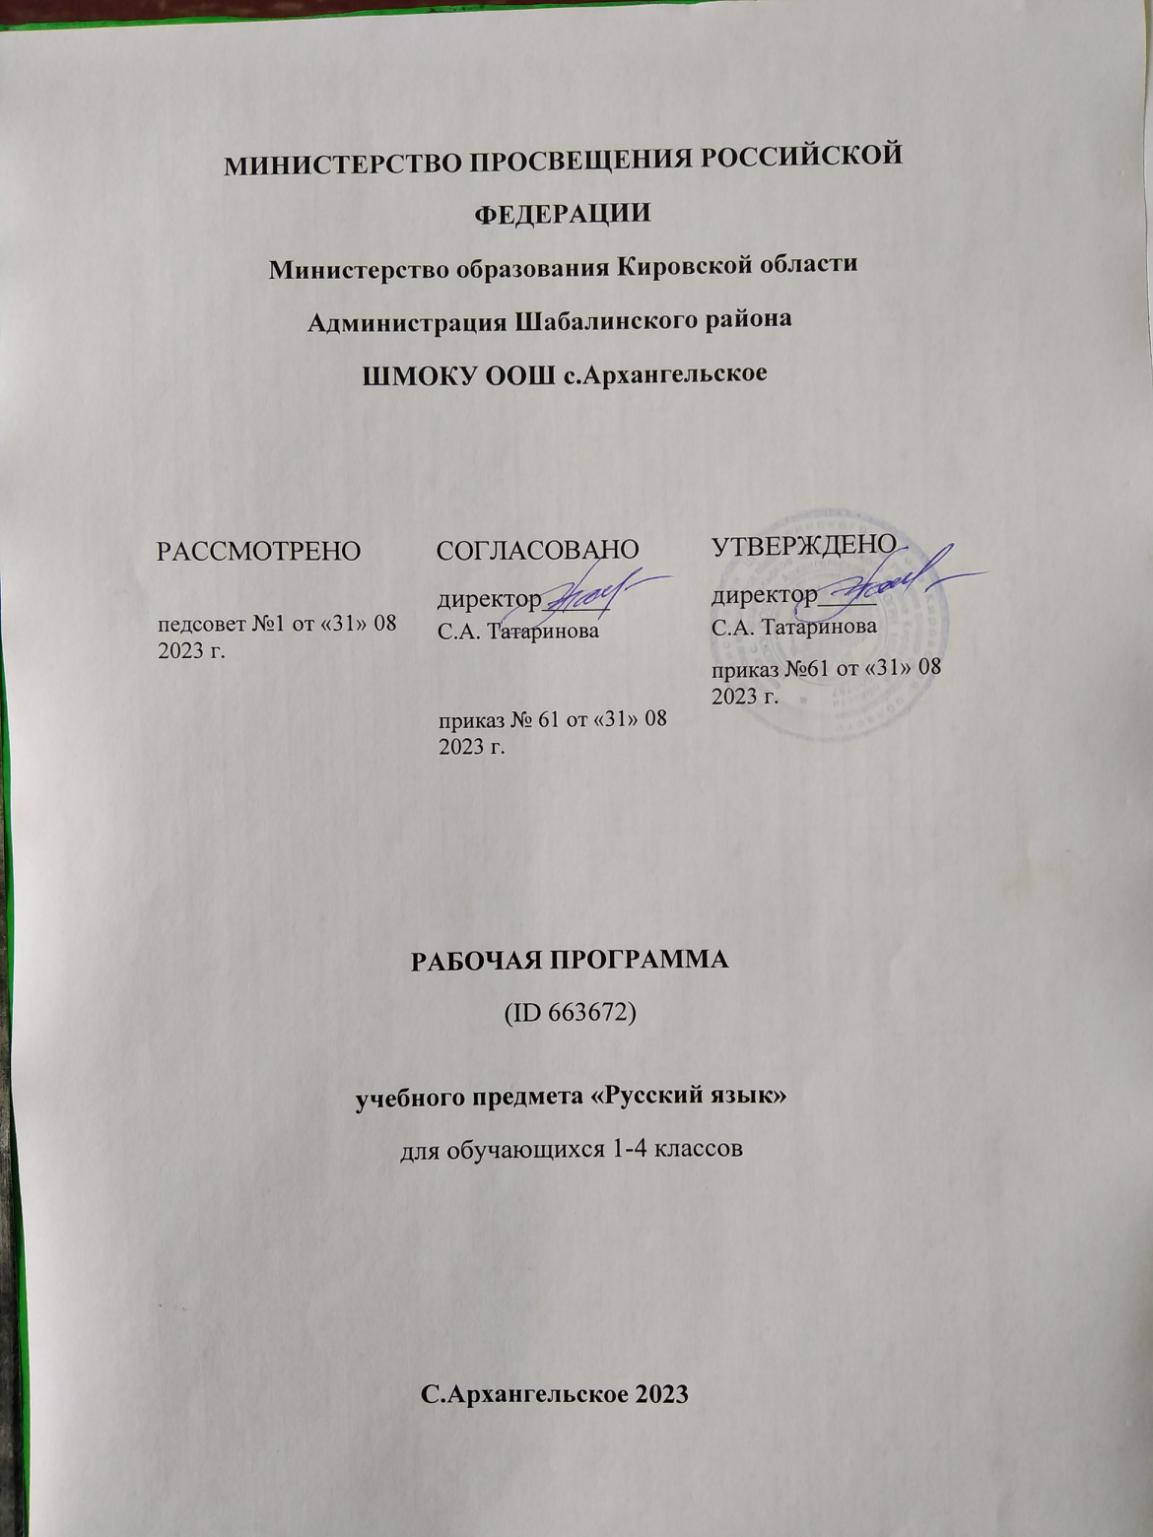 МИНИСТЕРСТВО ПРОСВЕЩЕНИЯ РОССИЙСКОЙ
ФЕДЕРАЦИИ
Министерство образования Кировской области
Администрация Шабалинского района
ШМОКУ ООШ с.Архангельское
РАССМОТРЕНО
педсовет №1 от «31» 08
2023 г.
СОГЛАСОВАНО
директор_____
С.А. Татаринова
приказ № 61 от «31» 08
2023 г.
УТВЕРЖДЕНО
директор____
С.А. Татаринова
приказ №61 от «31» 08
2023 г.
РАБОЧАЯ ПРОГРАММА
(ID 663672)
учебного предмета «Русский язык»
для обучающихся 1-4 классов
С.Архангельское 2023